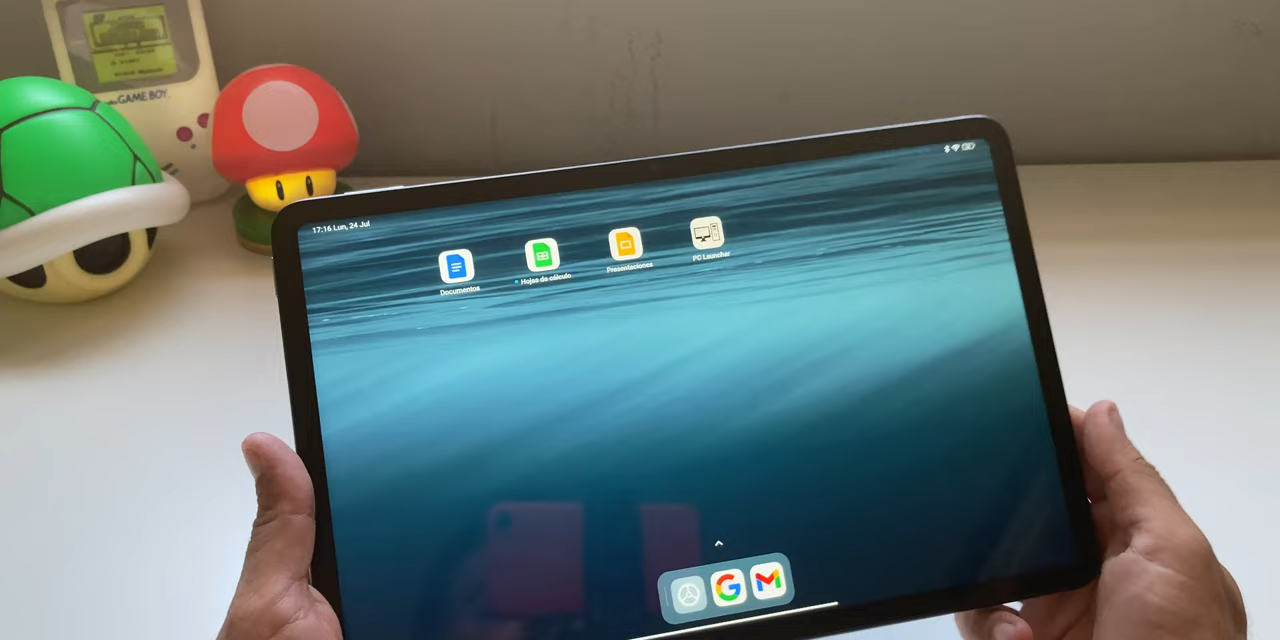 GAME BOY
17:16 Lun, 24 Jul
Documentos
Hojas de cálculo
Presentaciones
PC Launcher